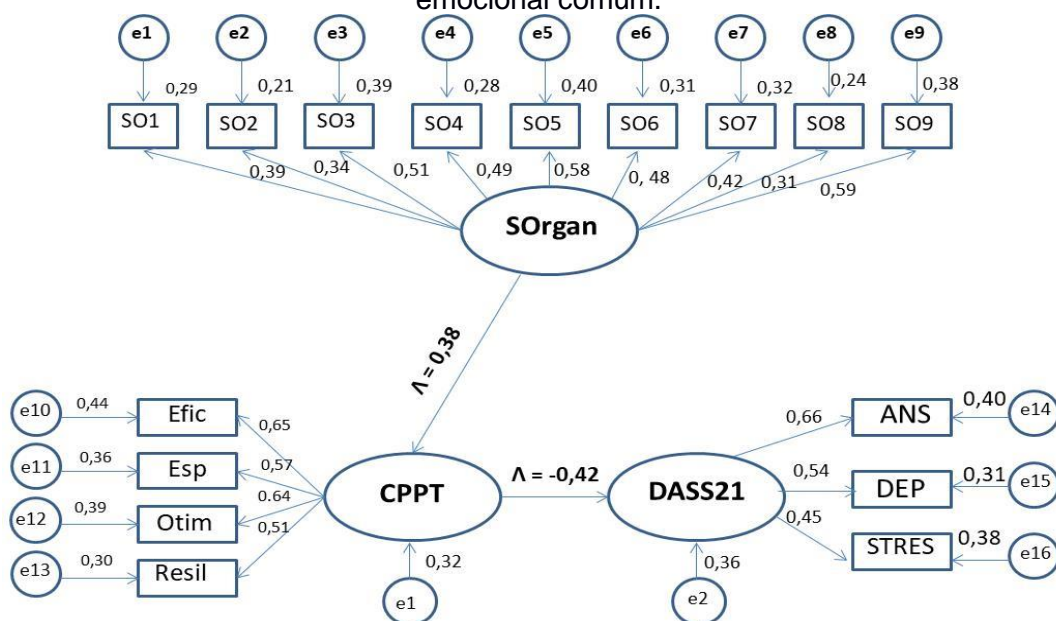 emocional comum.
e1 e2 e3 e4 e5 e6 e7 e8 e9
0,29 0,21 0,39 0,28 0,40 0,31 0,32 0,24 0,38
SO1 SO2 SO3 SO4 SO5 SO6 SO7 SO8 SO9
0,39 0,34 0,51 0,49 0,58 0, 48 0,42 0,31 0,59
SOrgan
Λ = 0,38
e10 0,44 Efic 0,65
e11 0,36 Esp 0,57
e12 0,39 Otim 0,64
e13 0,30 Resil 0,51
CPPT
Λ = -0,42
DASS21
0,66 ANS 0,40 e14
0,54 DEP 0,31 e15
0,45 STRES 0,38 e16
0,32 0,36
e1 e2